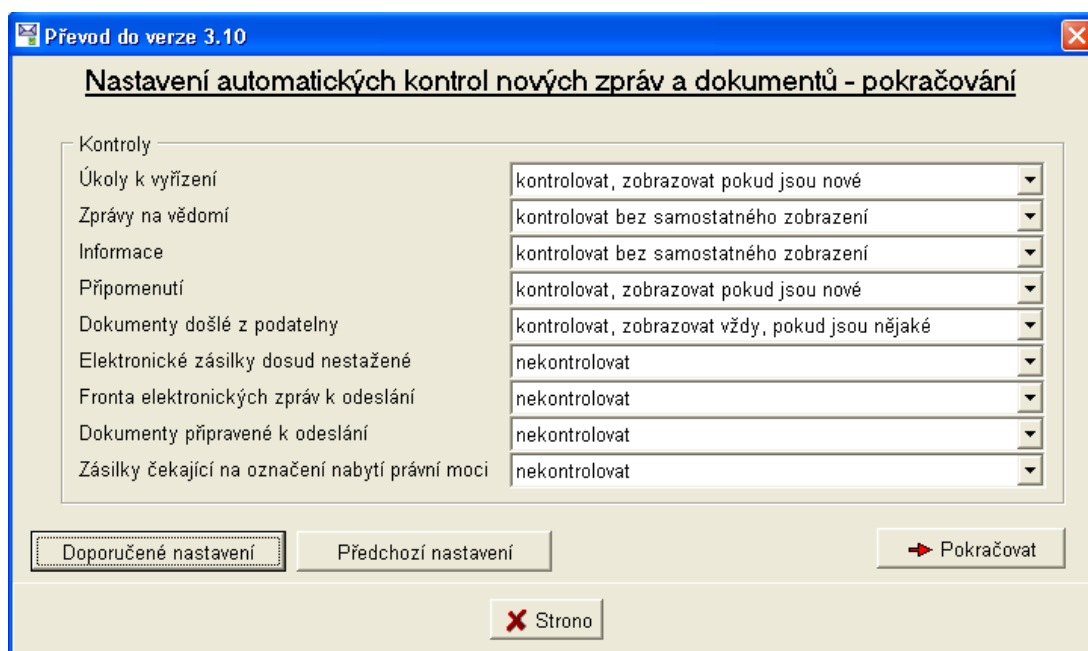 Převod do verze 3.10
Nastavení automatických kontrol nových zpráv a dokumentů - pokračování
Kontroly
Úkoly k vyřízení kontrolovat, zobrazovat pokud jsou nové
Zprávy na vědomí kontrolovat bez samostatného zobrazení
Informace kontrolovat bez samostatného zobrazení
Připomenutí kontrolovat, zobrazovat pokud jsou nové
Dokumenty došlé z podatelny kontrolovat, zobrazovat vždy, pokud jsou nějaké
Elektronické zásilky dosud nestažené nekontrolovat
Fronta elektronických zpráv k odeslání nekontrolovat
Dokumenty připravené k odeslání nekontrolovat
Zásilky čekající na označení nabytí právní moci nekontrolovat
Doporučené nastavení Předchozí nastavení Pokračovat
Strono